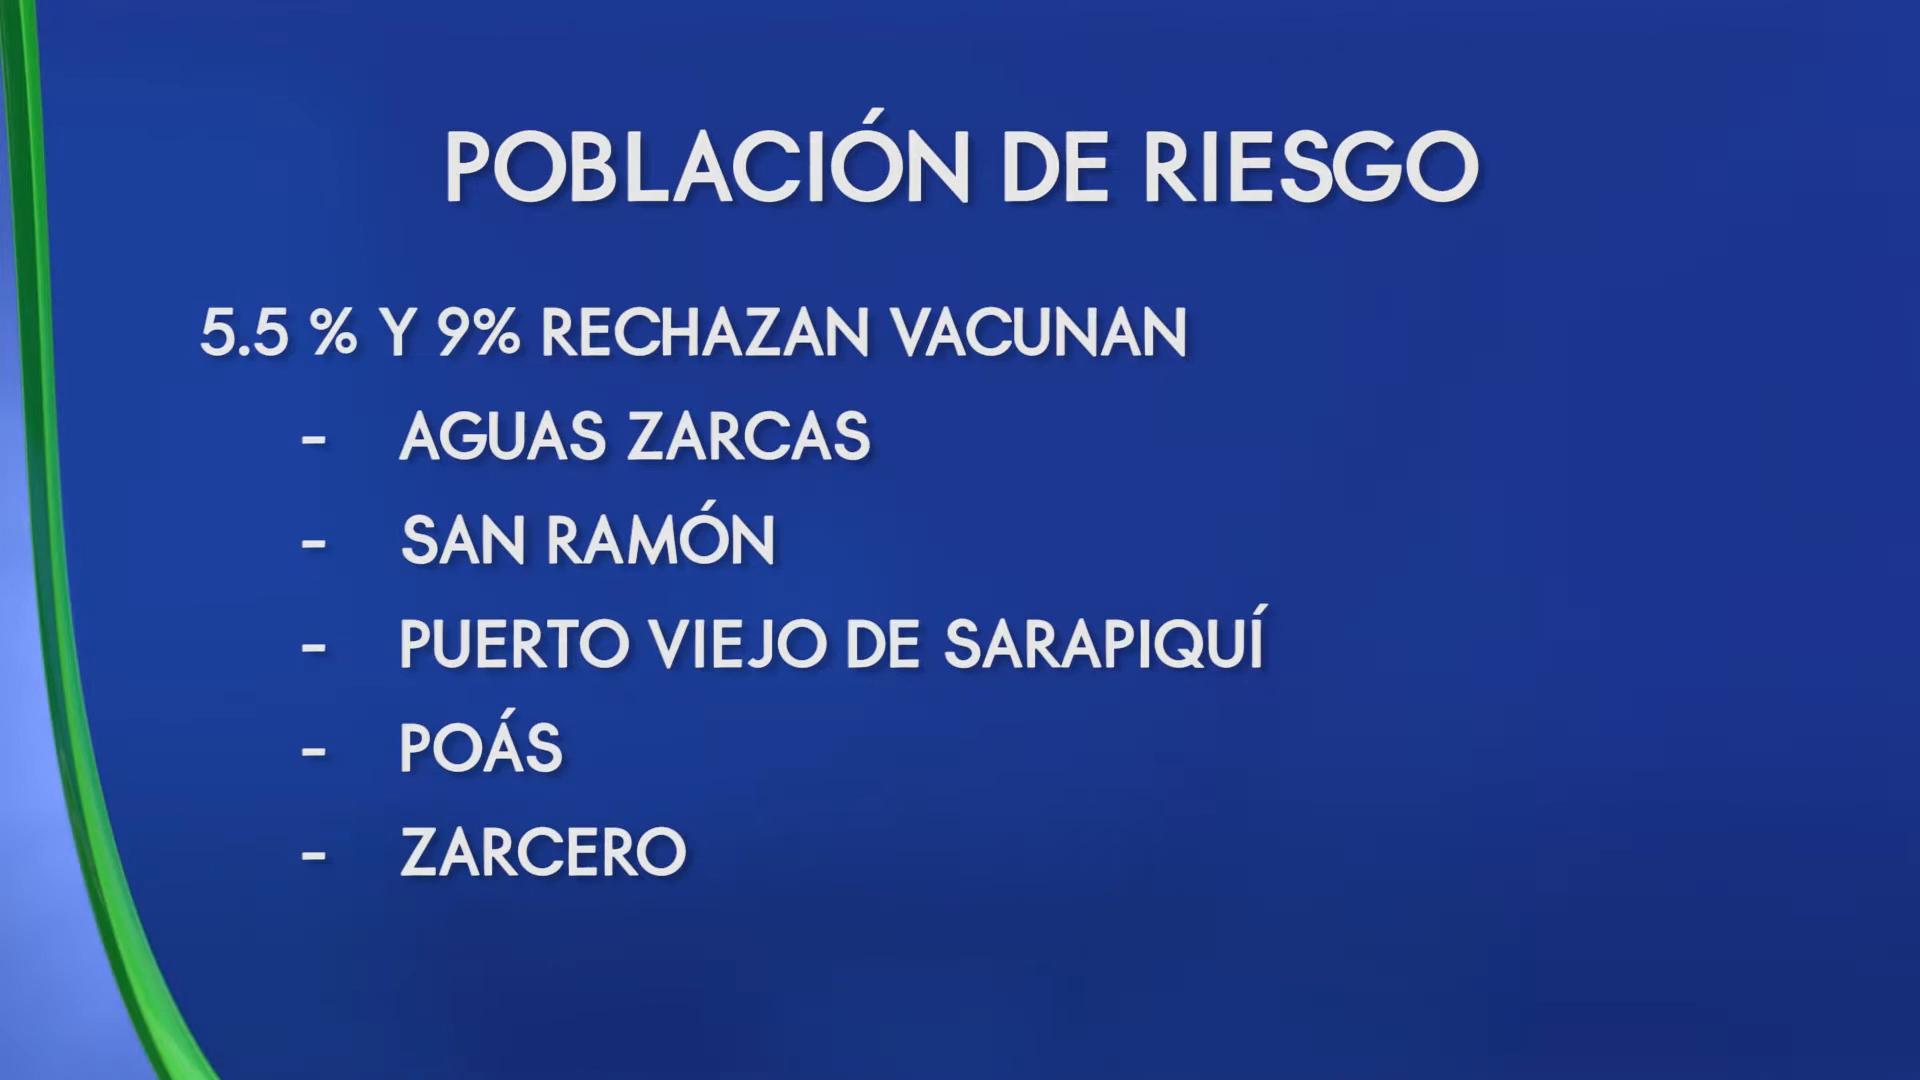 POBLACIÓN DE RIESGO
5.5 % Y 9% RECHAZAN VACUNAN
- AGUAS ZARCAS
- SAN RAMÓN
- PUERTO VIEJO DE SARAPIQUÍ
- POÁS
- ZARCERO